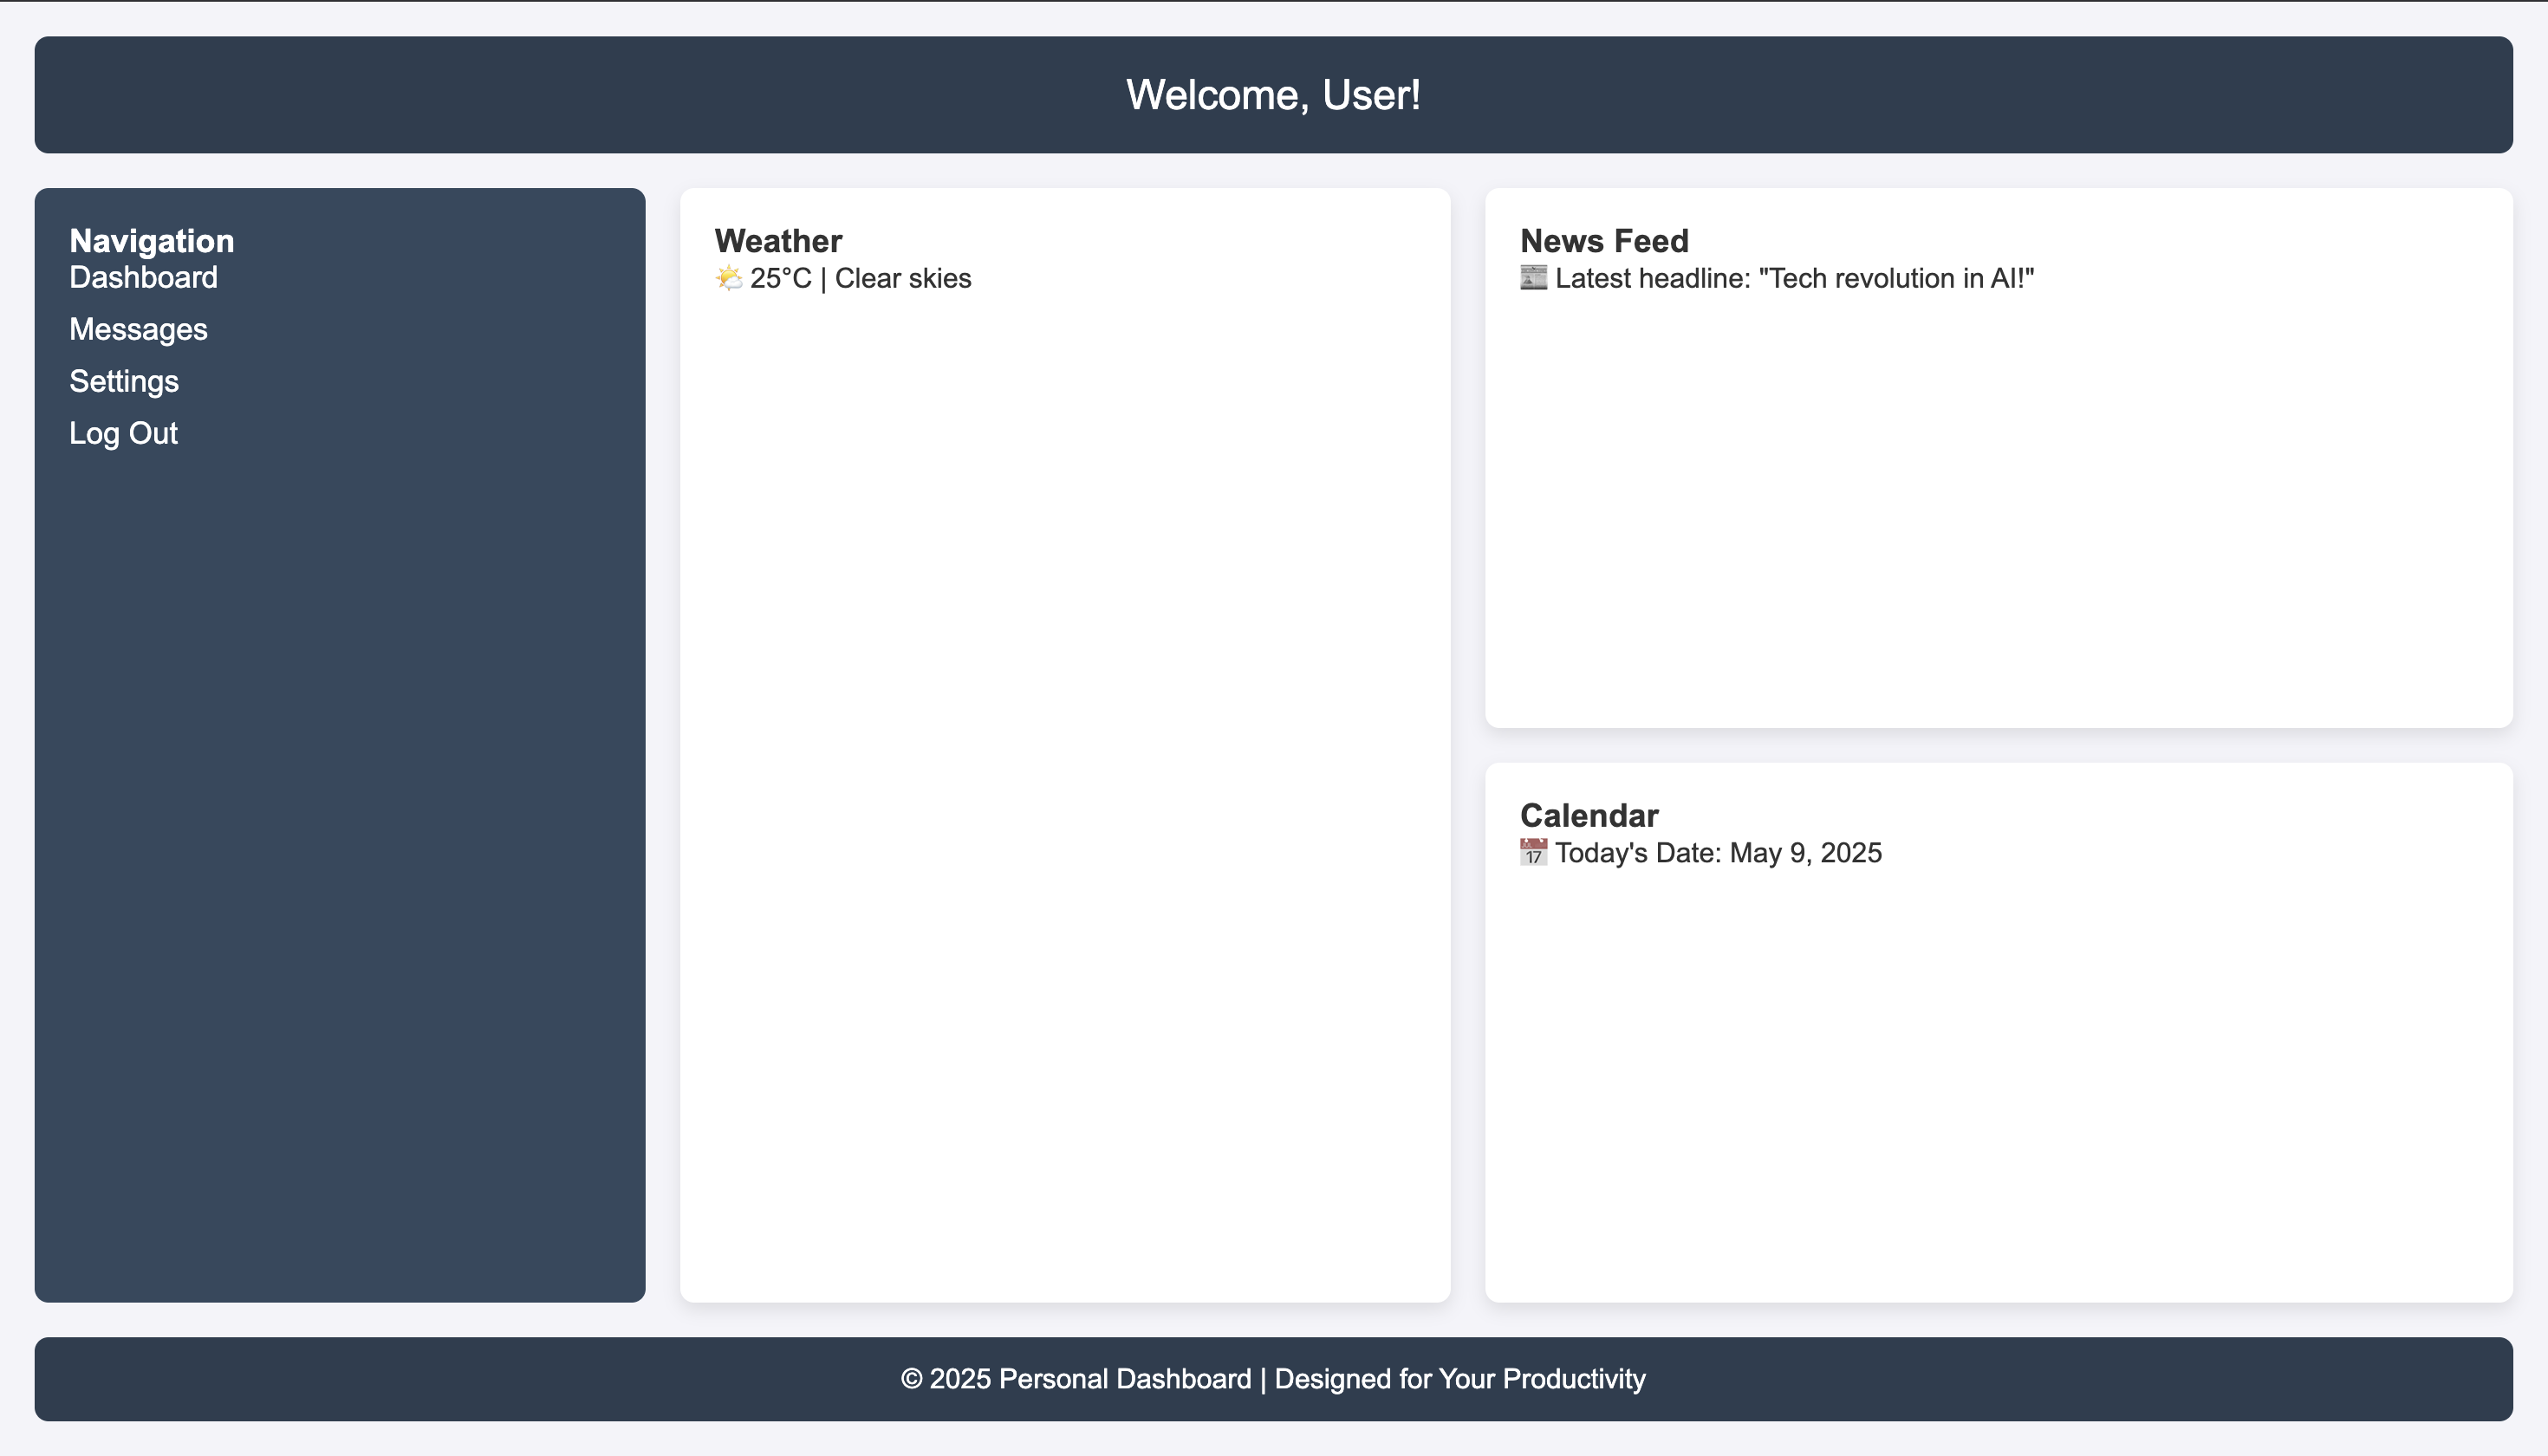 Welcome, User!
Navigation
Dashboard
Messages
Settings
Log Out
Weather
🌤️ 25°C | Clear skies
News Feed
📰 Latest headline: "Tech revolution in AI!"
Calendar
📅 Today's Date: May 9, 2025
© 2025 Personal Dashboard | Designed for Your Productivity